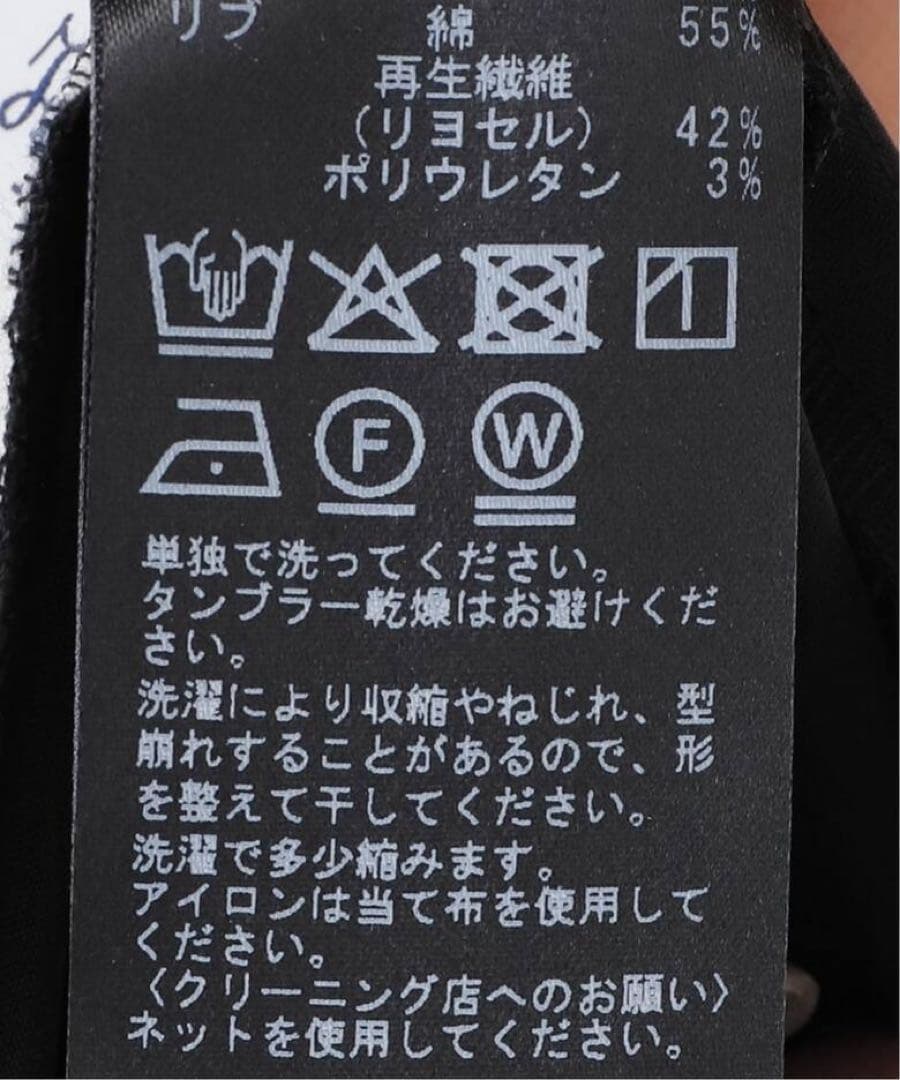 リブ 綿 55%
再生繊維
(リヨセル) 42%
ポリウレタン 3%
F W
単独で洗ってください。
タンブラー乾燥はお避けくだ
さい。
洗濯により収縮やねじれ、型
崩れすることがあるので、形
を整えて干してください。
洗濯で多少縮みます。
アイロンは当て布を使用して
ください。
〈クリーニング店へのお願い〉
ネットを使用してください。